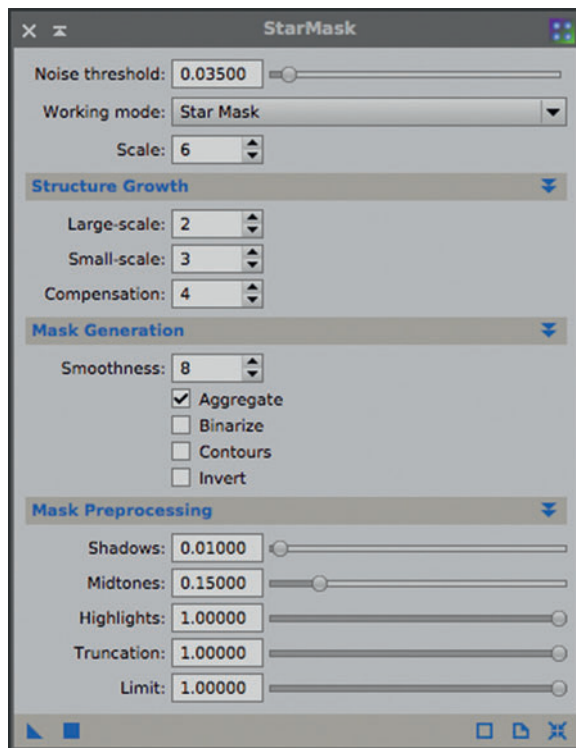 StarMask
Noise threshold: 0.03500
Working mode: Star Mask
Scale: 6
Structure Growth
Large-scale: 2
Small-scale: 3
Compensation: 4
Mask Generation
Smoothness: 8
Aggregate
Binarize
Contours
Invert
Mask Preprocessing
Shadows: 0.01000
Midtones: 0.15000
Highlights: 1.00000
Truncation: 1.00000
Limit: 1.00000